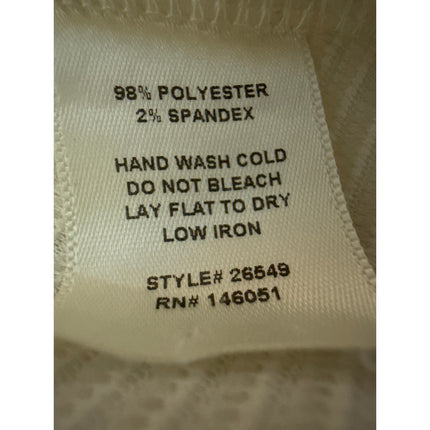 98% POLYESTER
2% SPANDEX
HAND WASH COLD
DO NOT BLEACH
LAY FLAT TO DRY
LOW IRON
STYLE# 26549
RN# 146051